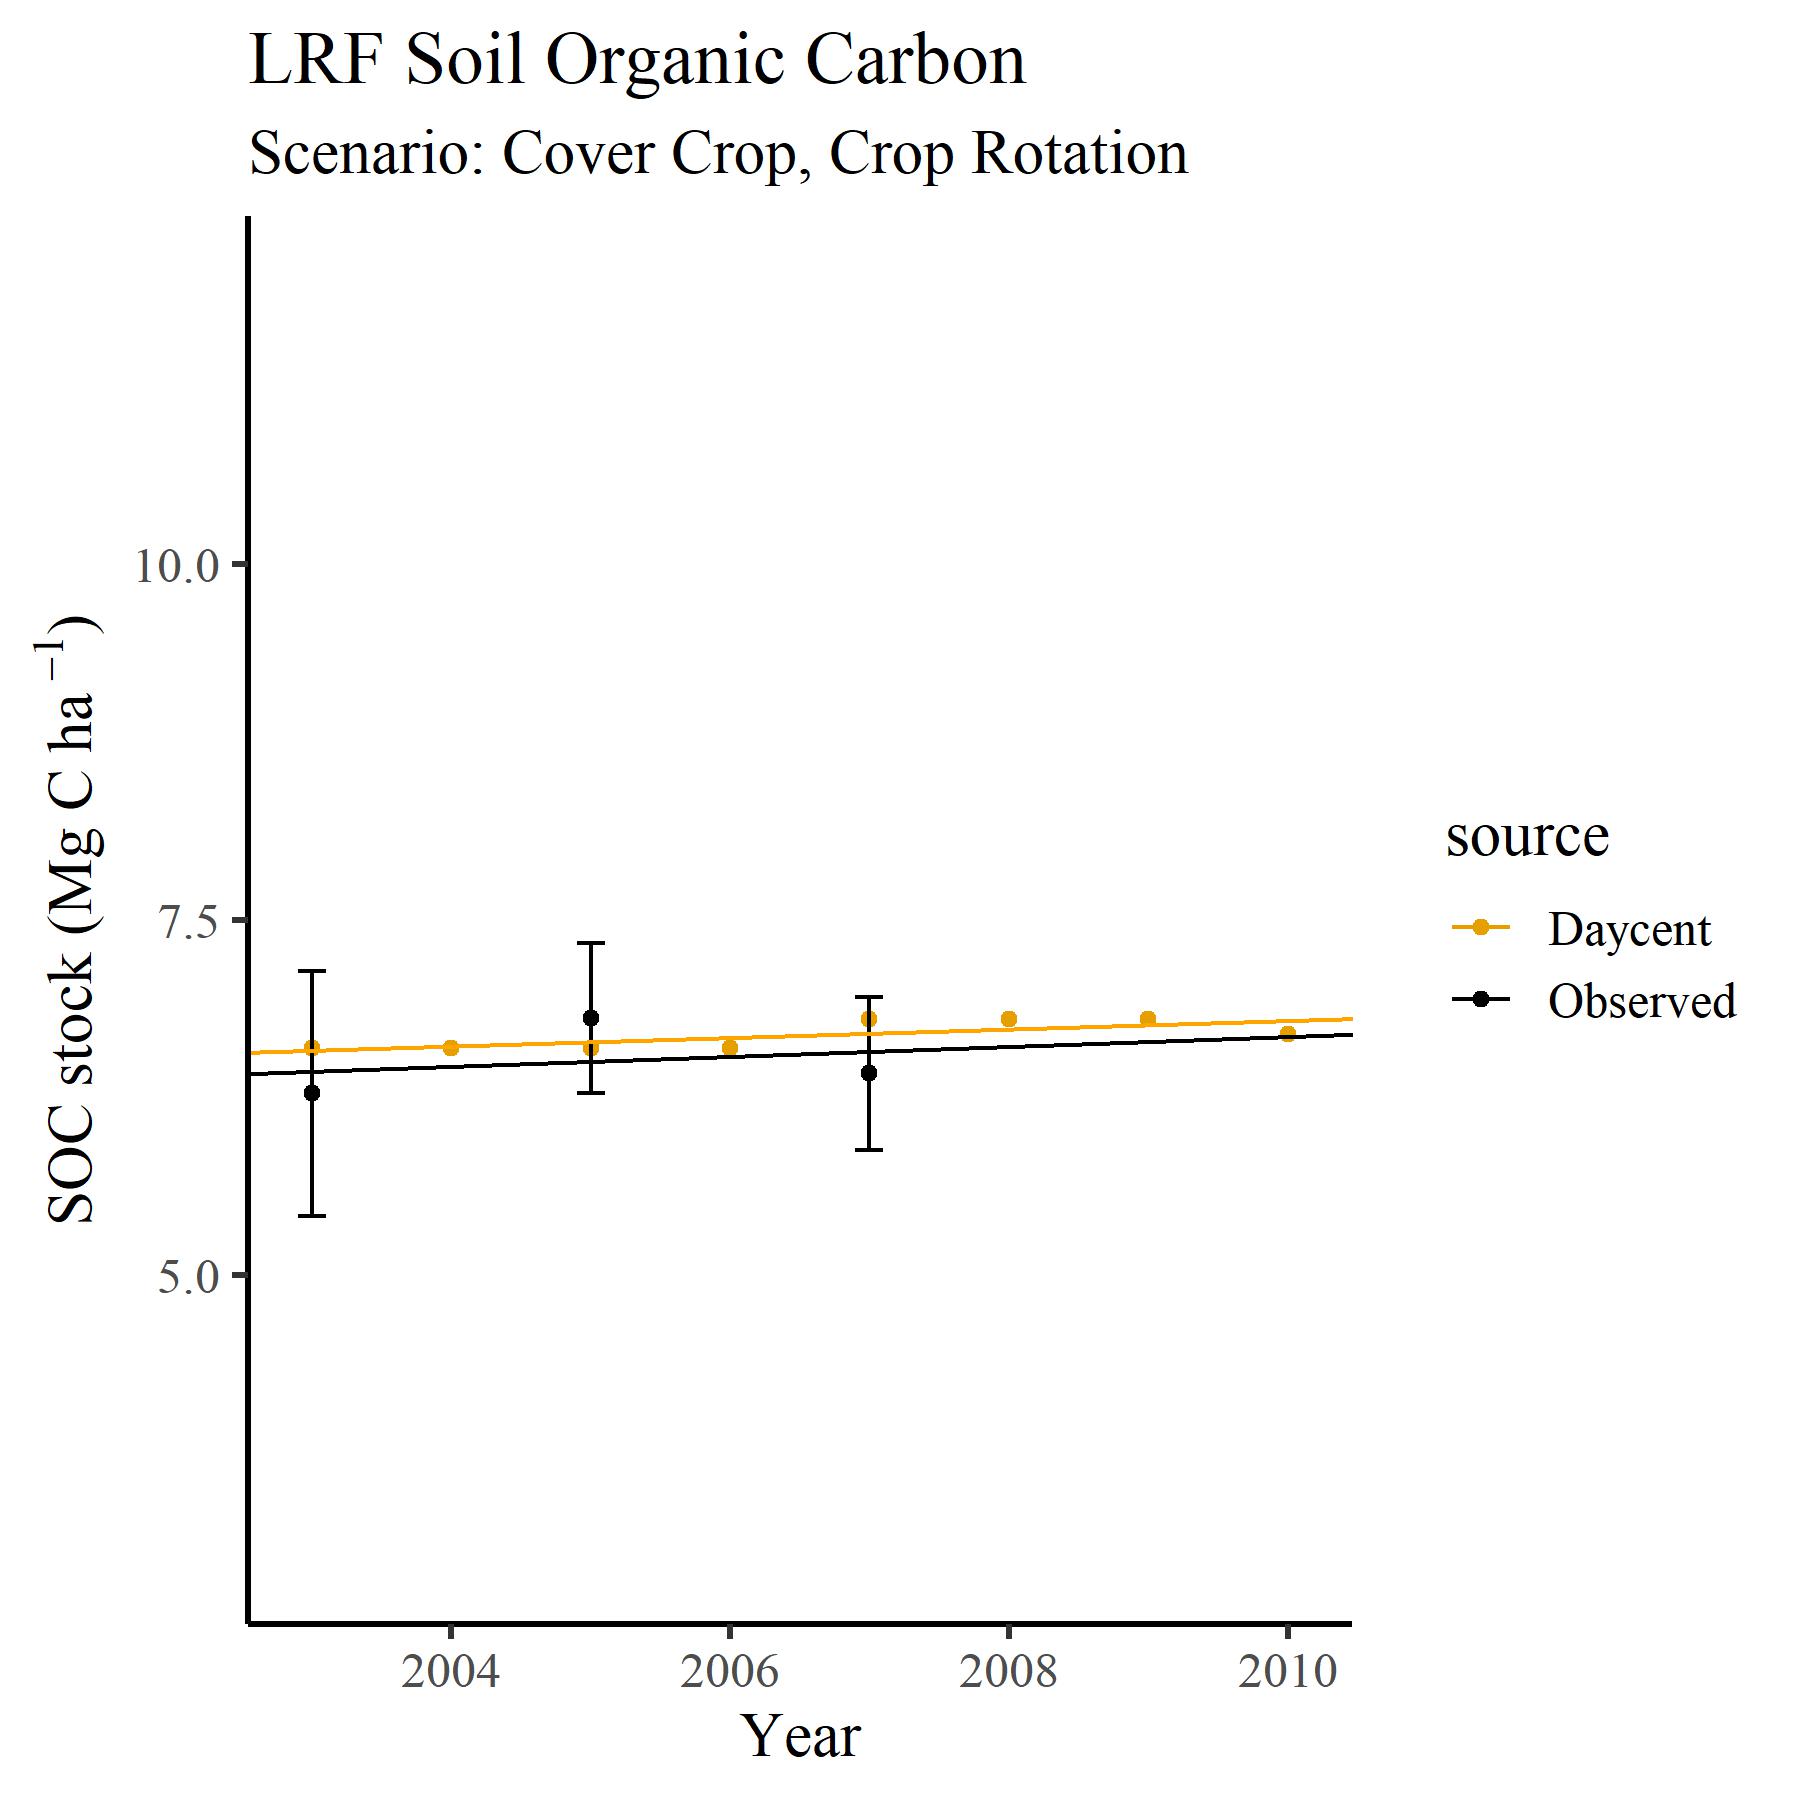 LRF Soil Organic Carbon
Scenario: Cover Crop, Crop Rotation
SOC stock (Mg C ha⁻¹)
10.0
7.5
5.0
2004 2006 2008 2010
Year
source
Daycent
Observed